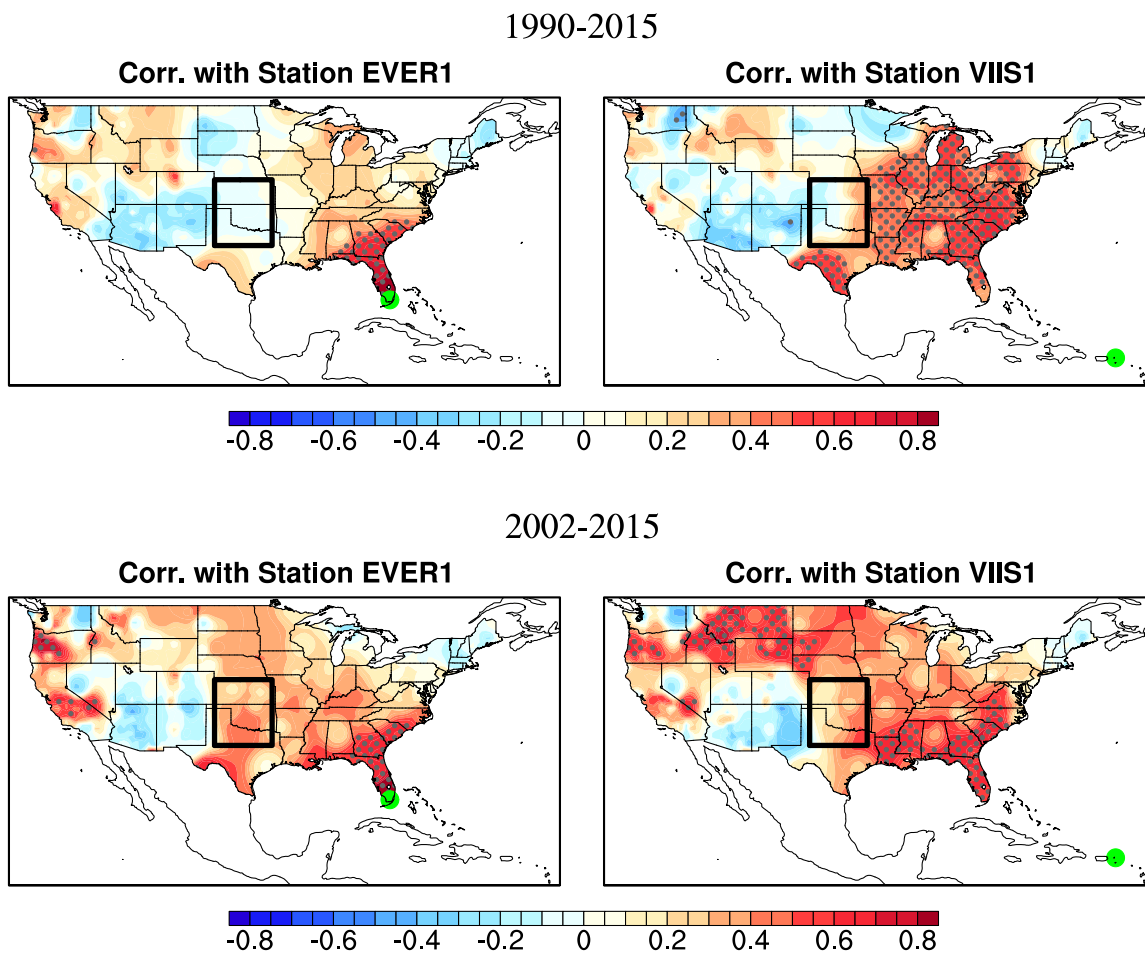 1990-2015
Corr. with Station EVER1
Corr. with Station VIIS1
-0.8 -0.6 -0.4 -0.2 0 0.2 0.4 0.6 0.8
2002-2015
Corr. with Station EVER1
Corr. with Station VIIS1
-0.8 -0.6 -0.4 -0.2 0 0.2 0.4 0.6 0.8